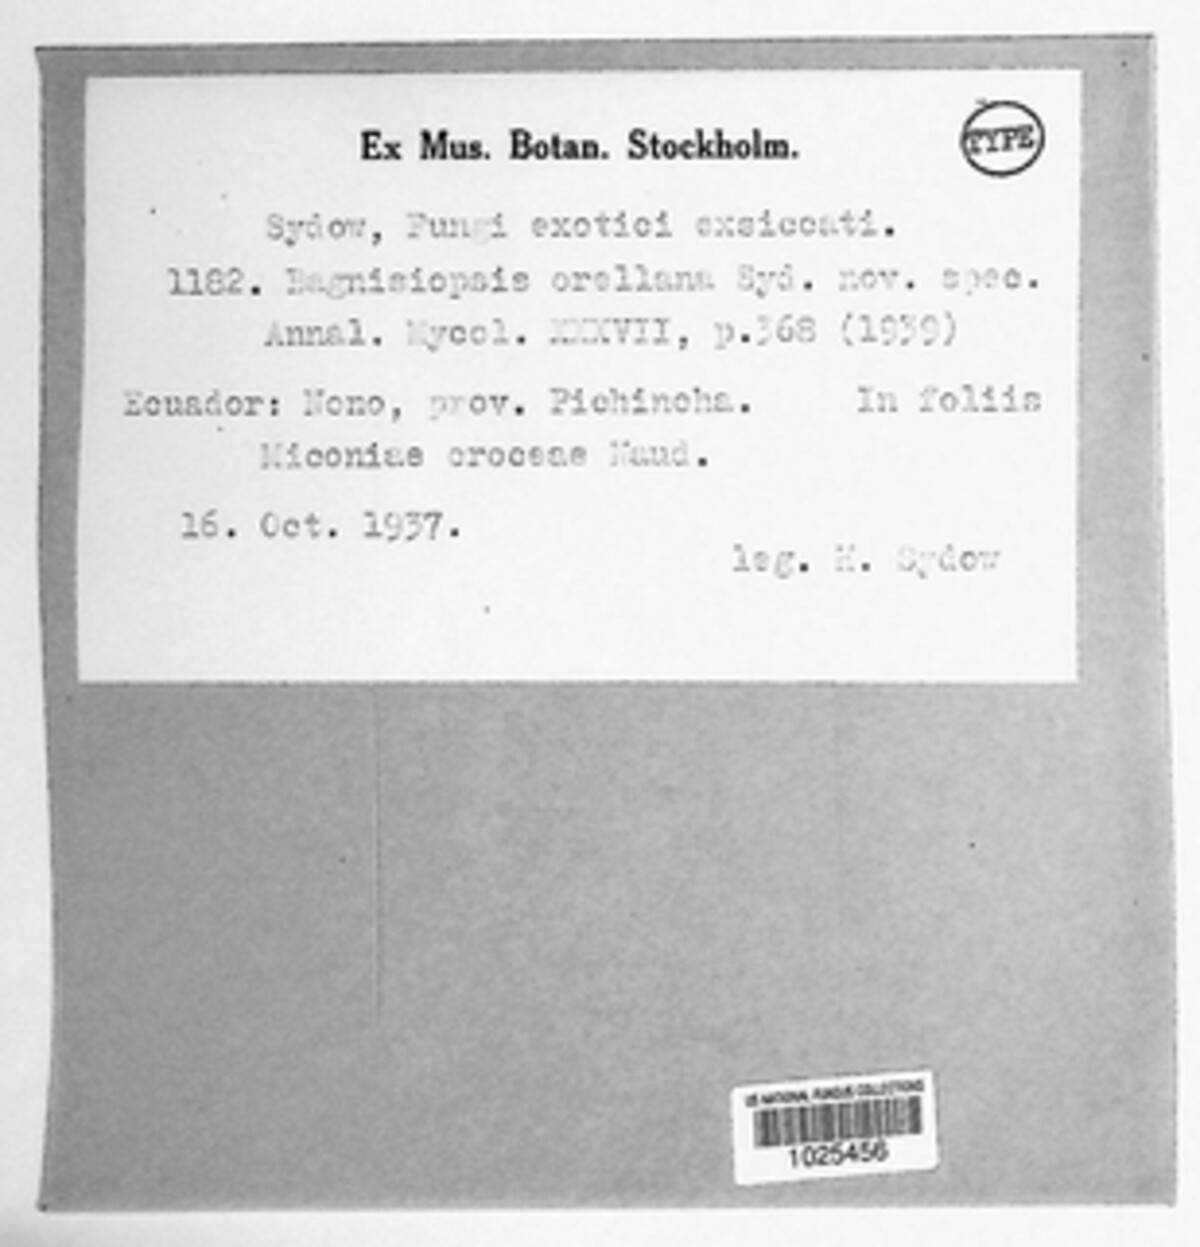 Ex Mus. Botan. Stockholm.
TYPE
Sydow, Fungi exotici exsiccati.
1182. Bagnisiopsis orellana Syd. nov. spec.
Annal. Mycol. XXXVII, p.368 (1939)
Ecuador: Nono, prov. Pichincha. In foliis
Miconiae croceae Naud.
16. Oct. 1937.
leg. H. Sydow
US NATIONAL FUNGUS COLLECTIONS
1025456